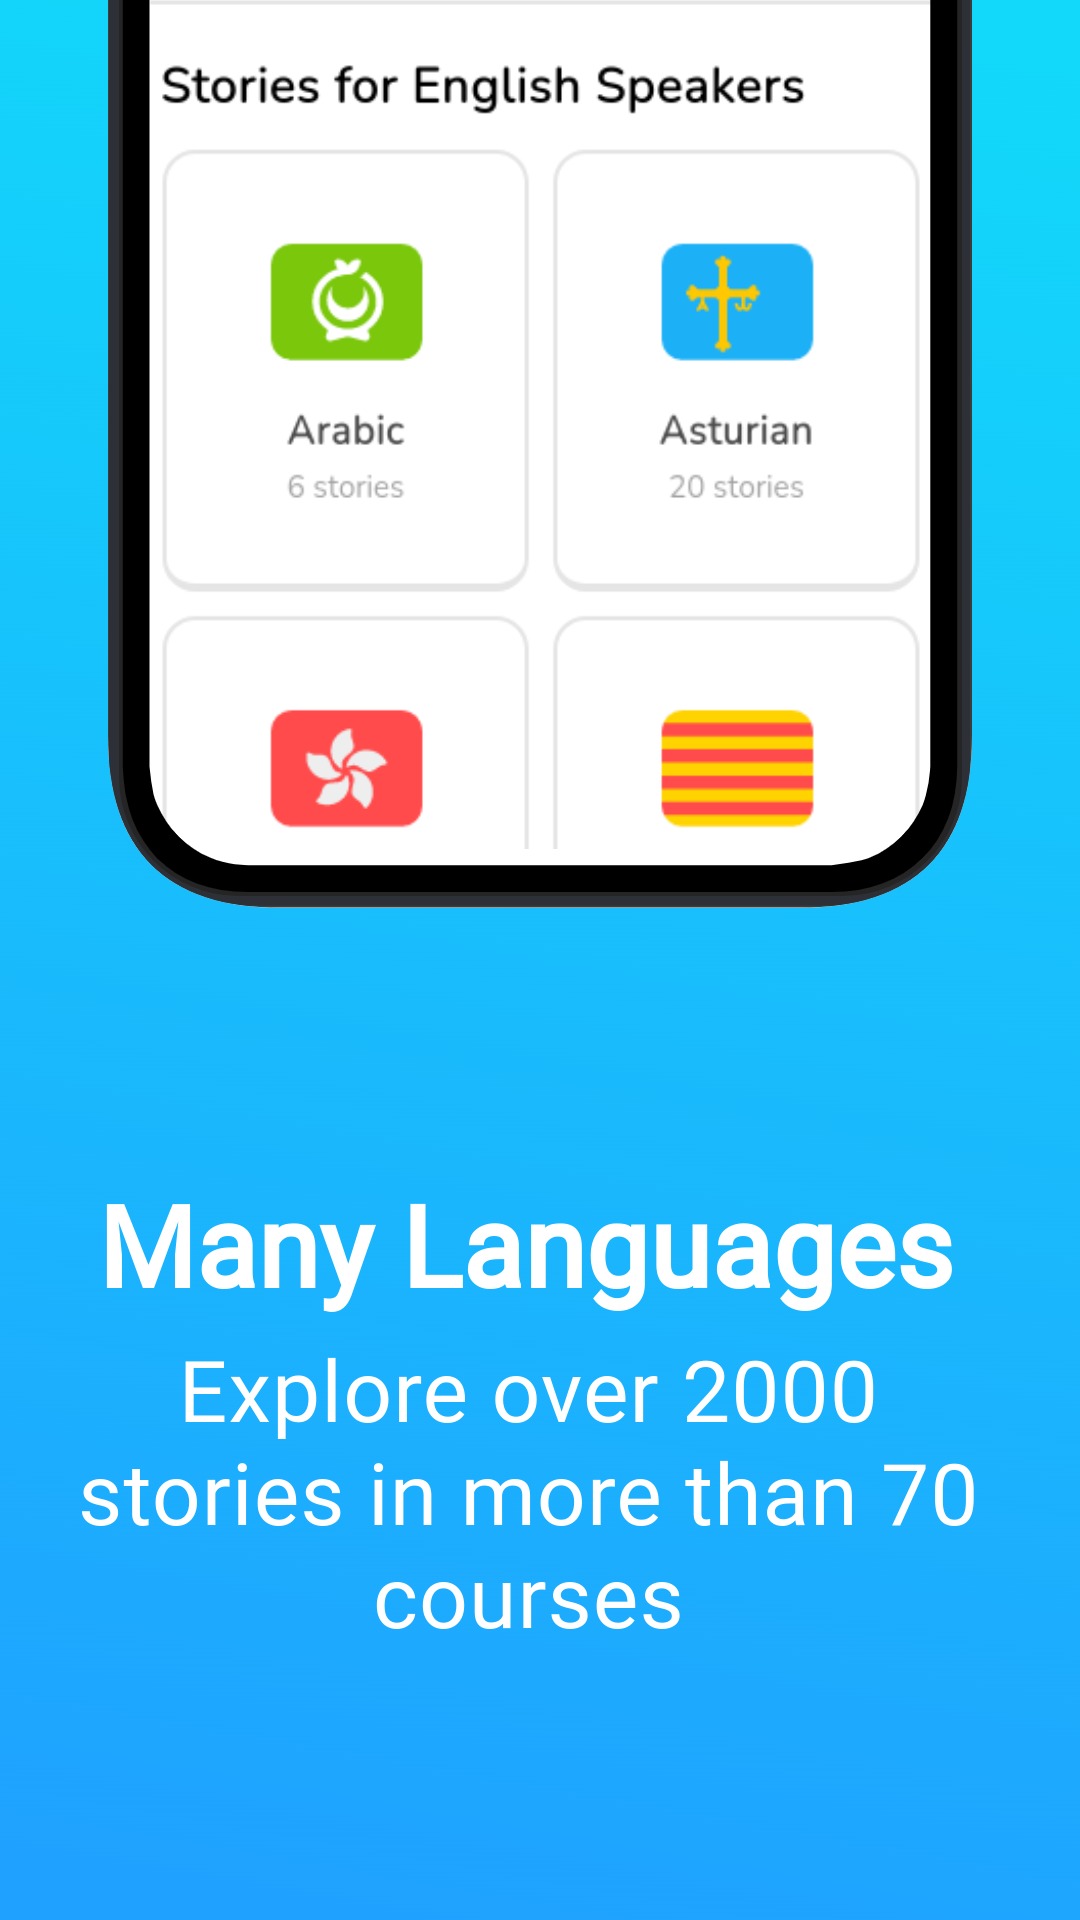 Stories for English Speakers
Arabic
Asturian
6 stories
20 stories
Many Languages
Explore over 2000
stories in more than 70
courses